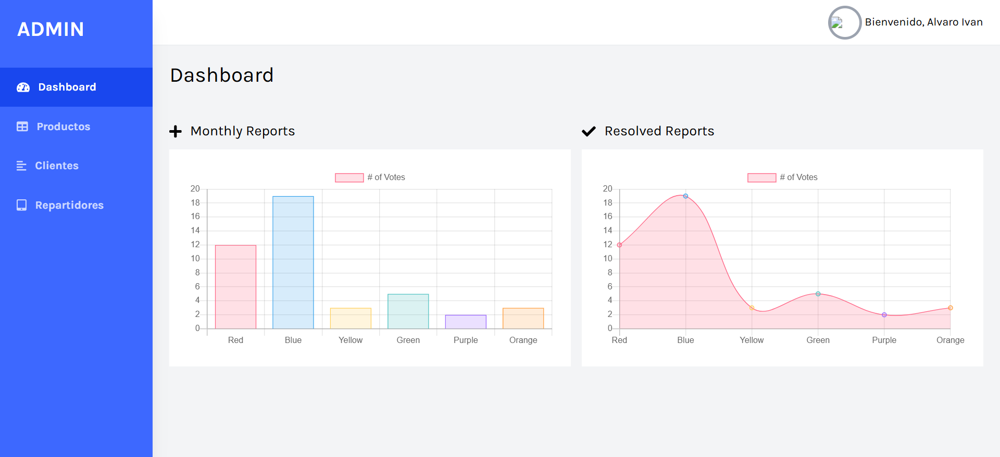 ADMIN
Bienvenido, Alvaro Ivan
Dashboard
Productos
Clientes
Repartidores
Dashboard
Monthly Reports
# of Votes
20
18
16
14
12
10
8
6
4
2
0
Red Blue Yellow Green Purple Orange
Resolved Reports
# of Votes
20
18
16
14
12
10
8
6
4
2
0
Red Blue Yellow Green Purple Orange